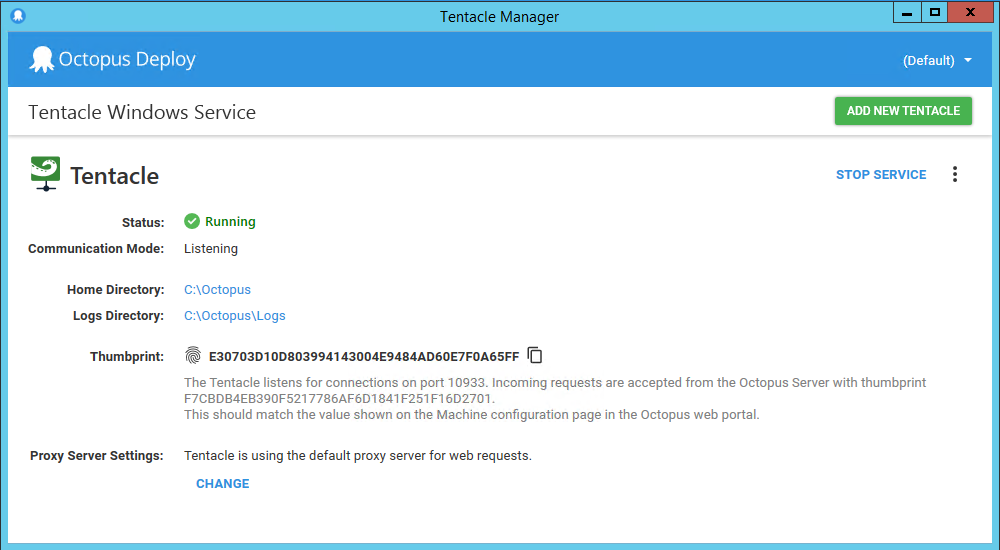 Tentacle Manager
Octopus Deploy
(Default)
Tentacle Windows Service
ADD NEW TENTACLE
Tentacle
STOP SERVICE
Status: Running
Communication Mode: Listening
Home Directory: C:\Octopus
Logs Directory: C:\Octopus\Logs
Thumbprint: E30703D10D803994143004E9484AD60E7F0A65FF
The Tentacle listens for connections on port 10933. Incoming requests are accepted from the Octopus Server with thumbprint
F7CBDB4EB390F5217786AF6D1841F251F16D2701.
This should match the value shown on the Machine configuration page in the Octopus web portal.
Proxy Server Settings: Tentacle is using the default proxy server for web requests.
CHANGE